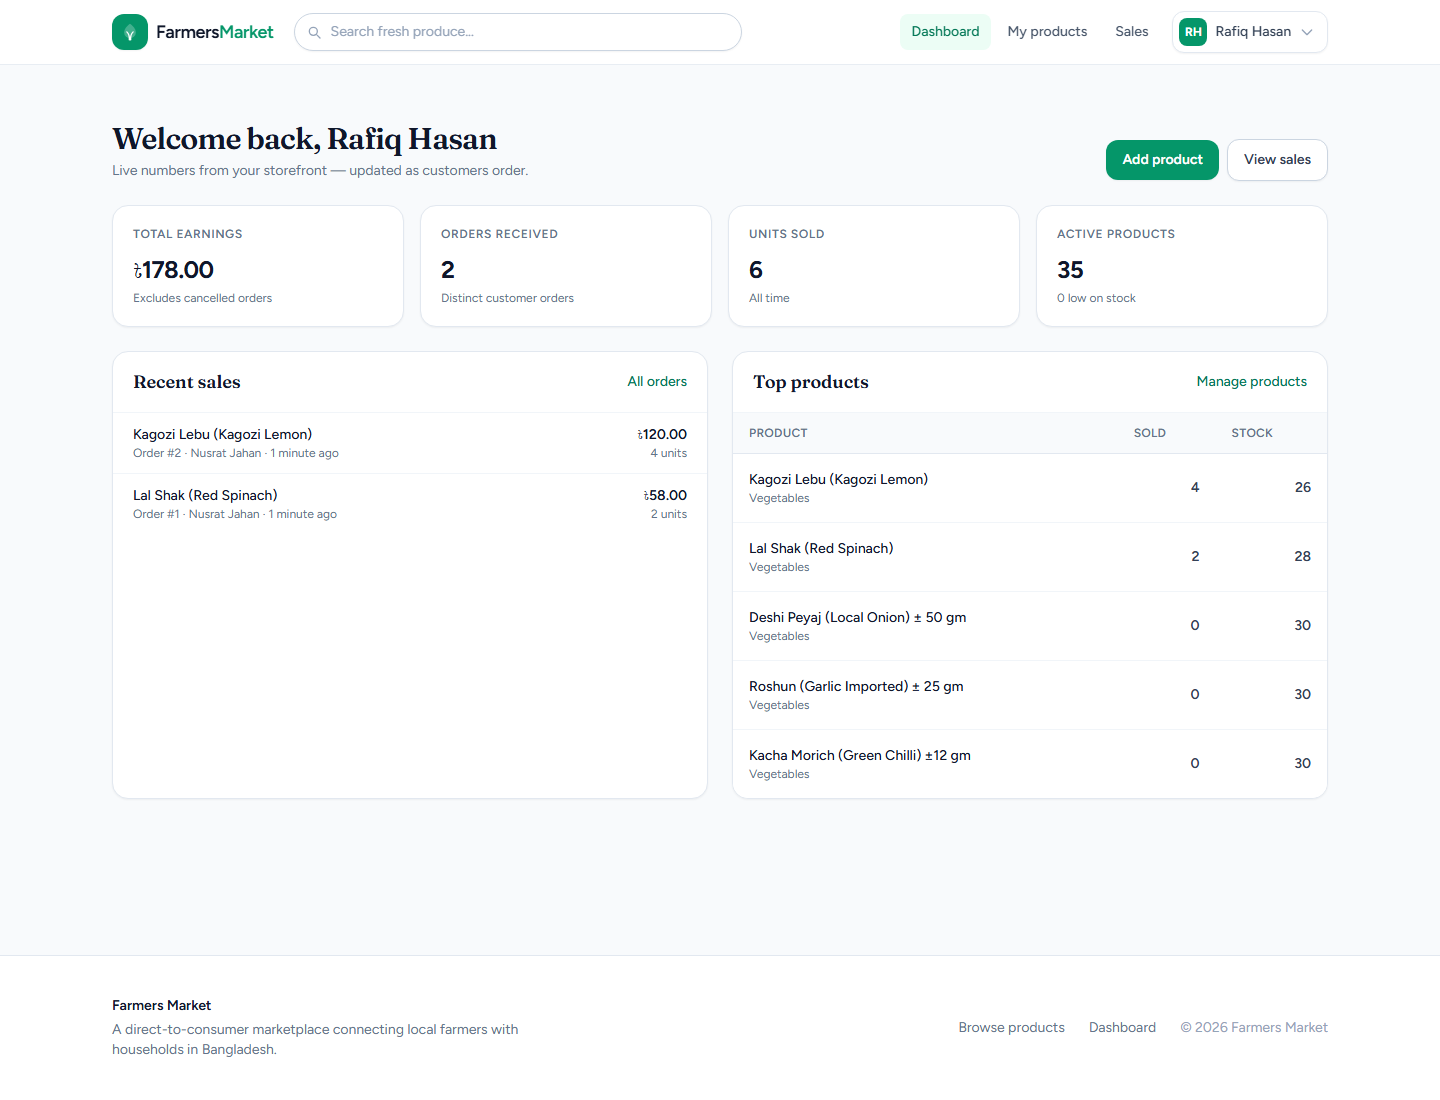 FarmersMarket
Search fresh produce...
Dashboard
My products
Sales
RH
Rafiq Hasan
Welcome back, Rafiq Hasan
Live numbers from your storefront — updated as customers order.
Add product
View sales
TOTAL EARNINGS
৳178.00
Excludes cancelled orders
ORDERS RECEIVED
2
Distinct customer orders
UNITS SOLD
6
All time
ACTIVE PRODUCTS
35
0 low on stock
Recent sales
All orders
Kagozi Lebu (Kagozi Lemon)
৳120.00
Order #2 · Nusrat Jahan · 1 minute ago
4 units
Lal Shak (Red Spinach)
৳58.00
Order #1 · Nusrat Jahan · 1 minute ago
2 units
Top products
Manage products
PRODUCT SOLD STOCK
Kagozi Lebu (Kagozi Lemon)
Vegetables
4 26
Lal Shak (Red Spinach)
Vegetables
2 28
Deshi Peyaj (Local Onion) ± 50 gm
Vegetables
0 30
Roshun (Garlic Imported) ± 25 gm
Vegetables
0 30
Kacha Morich (Green Chilli) ±12 gm
Vegetables
0 30
Farmers Market
A direct-to-consumer marketplace connecting local farmers with
households in Bangladesh.
Browse products
Dashboard
© 2026 Farmers Market